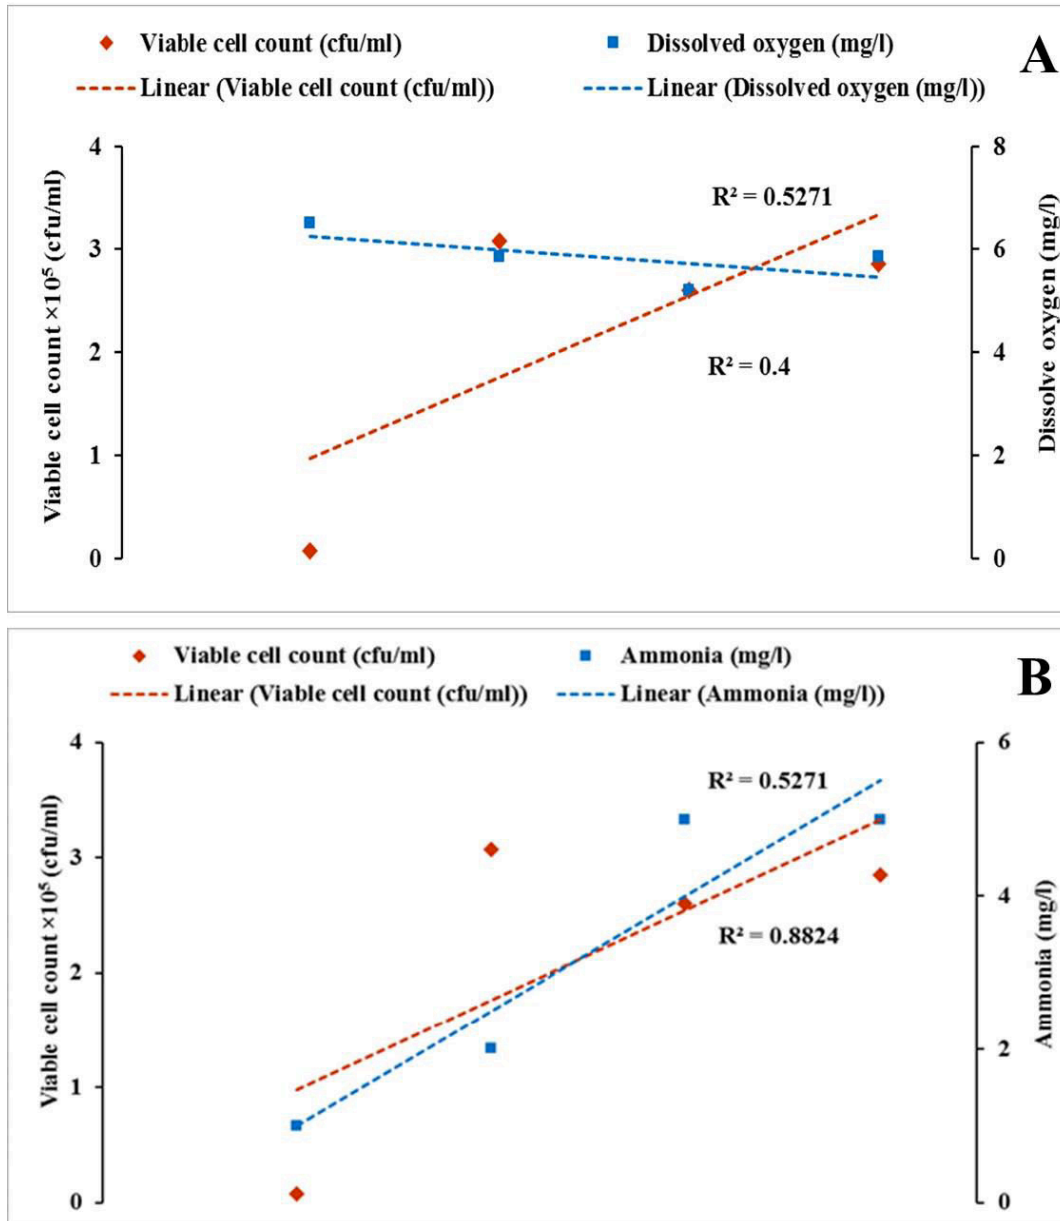 Viable cell count (cfu/ml)
Dissolved oxygen (mg/l)
A
Linear (Viable cell count (cfu/ml))
Linear (Dissolved oxygen (mg/l))
4
8
R² = 0.5271
3
6
2
4
R² = 0.4
1
2
0
0
Viable cell count ×10⁵ (cfu/ml)
Dissolve oxygen (mg/l)
Viable cell count (cfu/ml)
Ammonia (mg/l)
B
Linear (Viable cell count (cfu/ml))
Linear (Ammonia (mg/l))
4
6
R² = 0.5271
3
4
R² = 0.8824
2
2
1
0
0
Viable cell count ×10⁵ (cfu/ml)
Ammonia (mg/l)